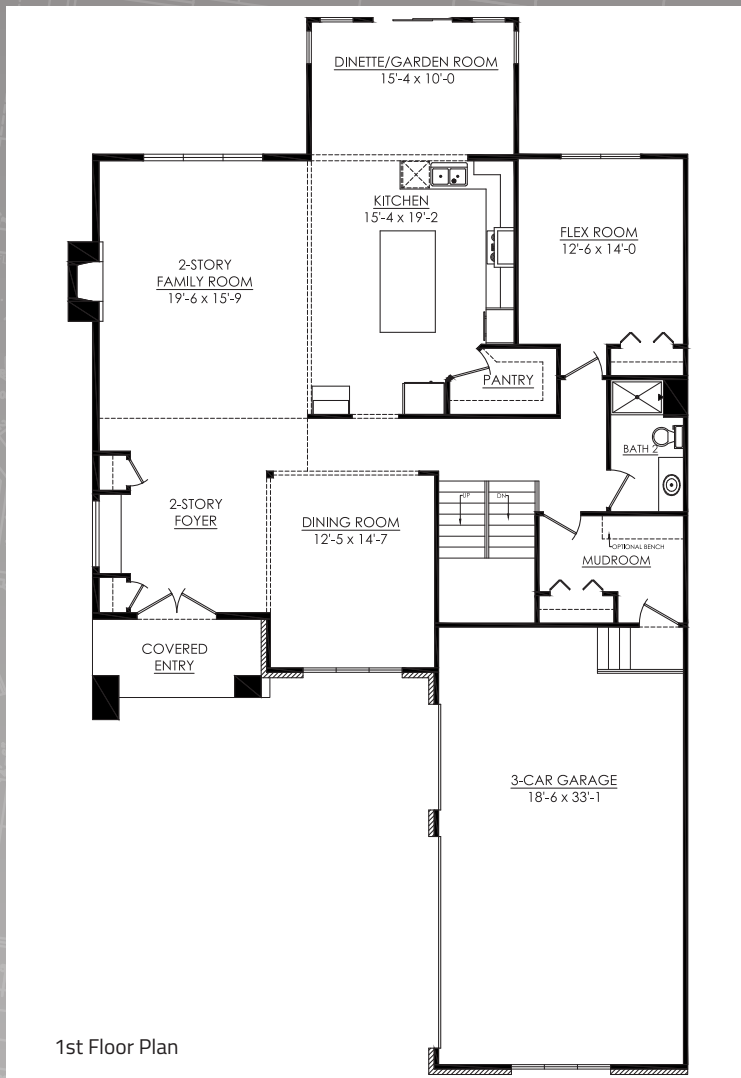 DINETTE/GARDEN ROOM
15'-4 x 10'-0
KITCHEN
15'-4 x 19'-2
FLEX ROOM
12'-6 x 14'-0
2-STORY
FAMILY ROOM
19'-6 x 15'-9
PANTRY
BATH 2
2-STORY
FOYER
DINING ROOM
12'-5 x 14'-7
UP
DN
OPTIONAL BENCH
MUDROOM
COVERED
ENTRY
3-CAR GARAGE
18'-6 x 33'-1
1st Floor Plan